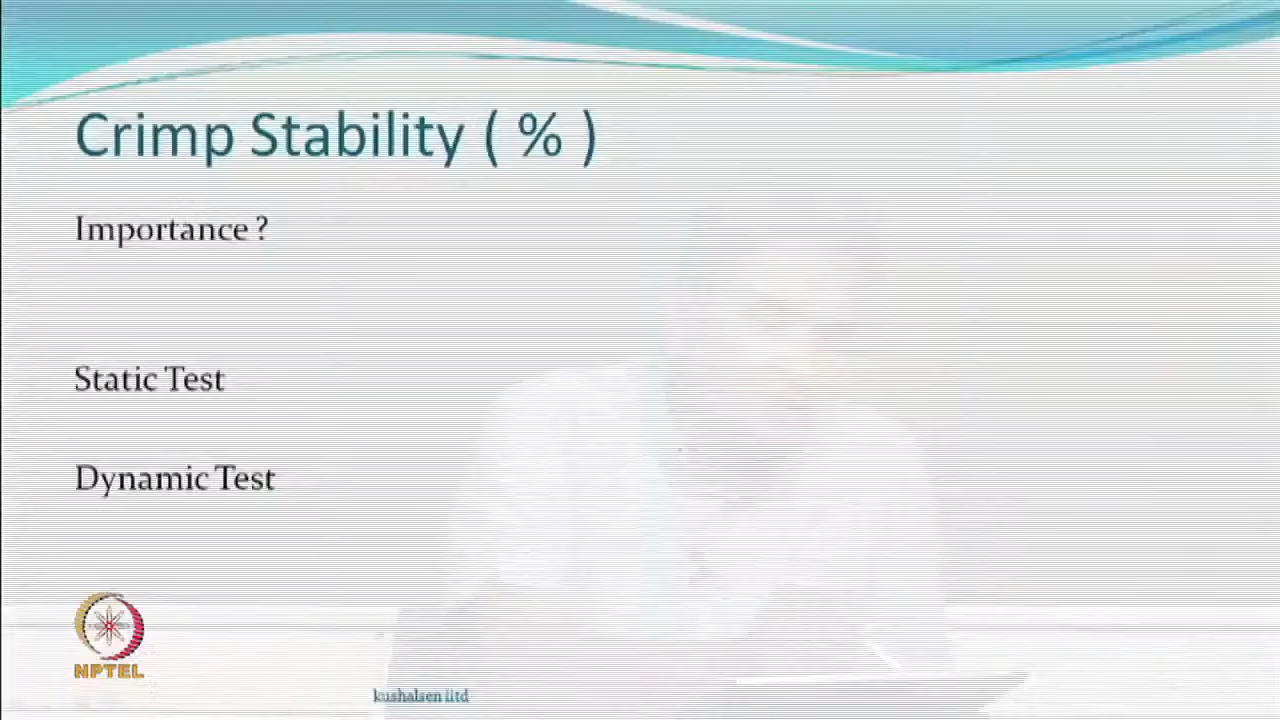 Crimp Stability ( % )
Importance ?
Static Test
Dynamic Test
NPTEL
kushalsen iitd